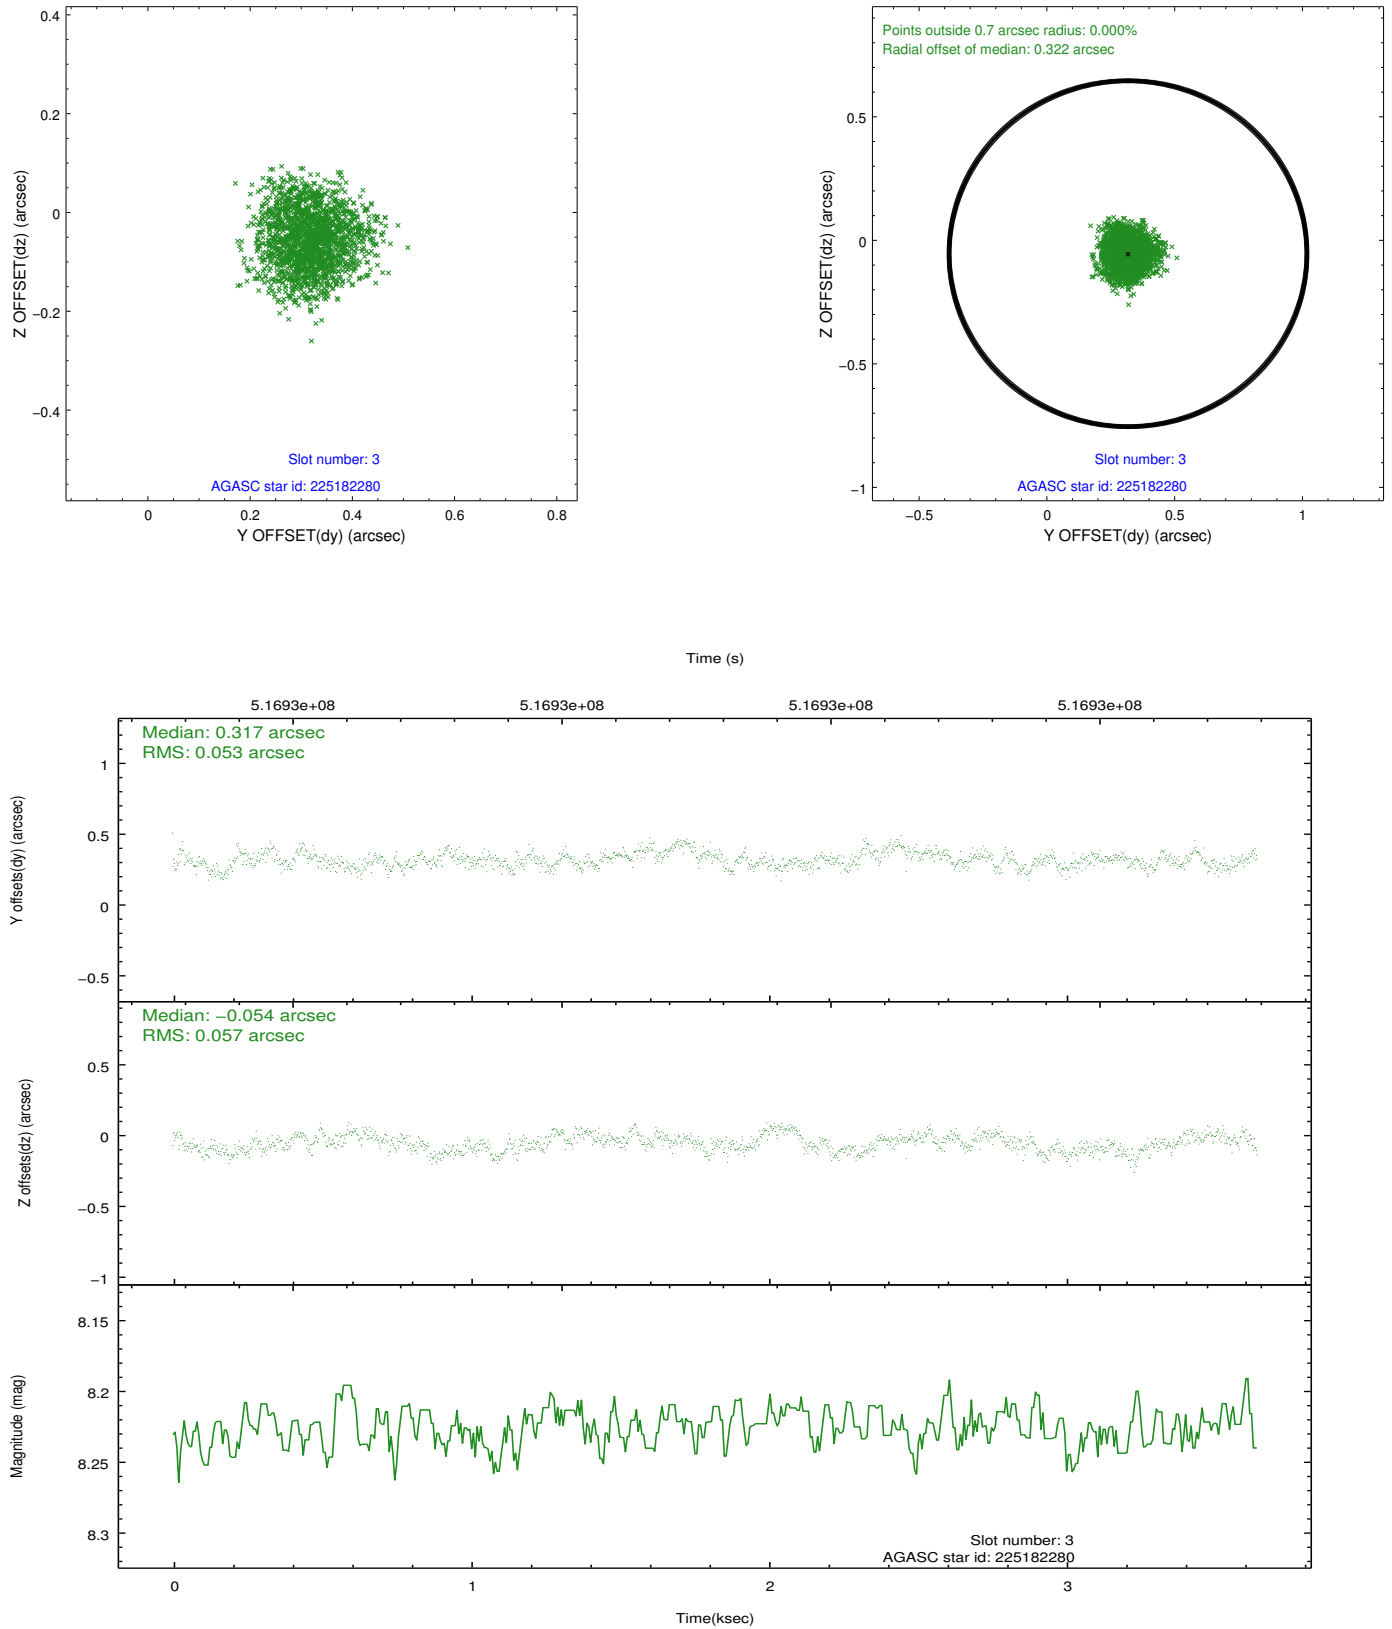 0.4
0.2
0
−0.2
−0.4
Z OFFSET(dz) (arcsec)
Slot number: 3
AGASC star id: 225182280
0 0.2 0.4 0.6 0.8
Y OFFSET(dy) (arcsec)
Points outside 0.7 arcsec radius: 0.000%
Radial offset of median: 0.322 arcsec
0.5
0
−0.5
−1
Z OFFSET(dz) (arcsec)
Slot number: 3
AGASC star id: 225182280
−0.5 0 0.5 1
Y OFFSET(dy) (arcsec)
Time (s)
5.1693e+08 5.1693e+08 5.1693e+08 5.1693e+08
Median: 0.317 arcsec
RMS: 0.053 arcsec
1
0.5
0
−0.5
Y offsets(dy) (arcsec)
Median: −0.054 arcsec
RMS: 0.057 arcsec
0.5
0
−0.5
−1
Z offsets(dz) (arcsec)
8.15
8.2
8.25
8.3
Magnitude (mag)
Slot number: 3
AGASC star id: 225182280
0 1 2 3
Time(ksec)